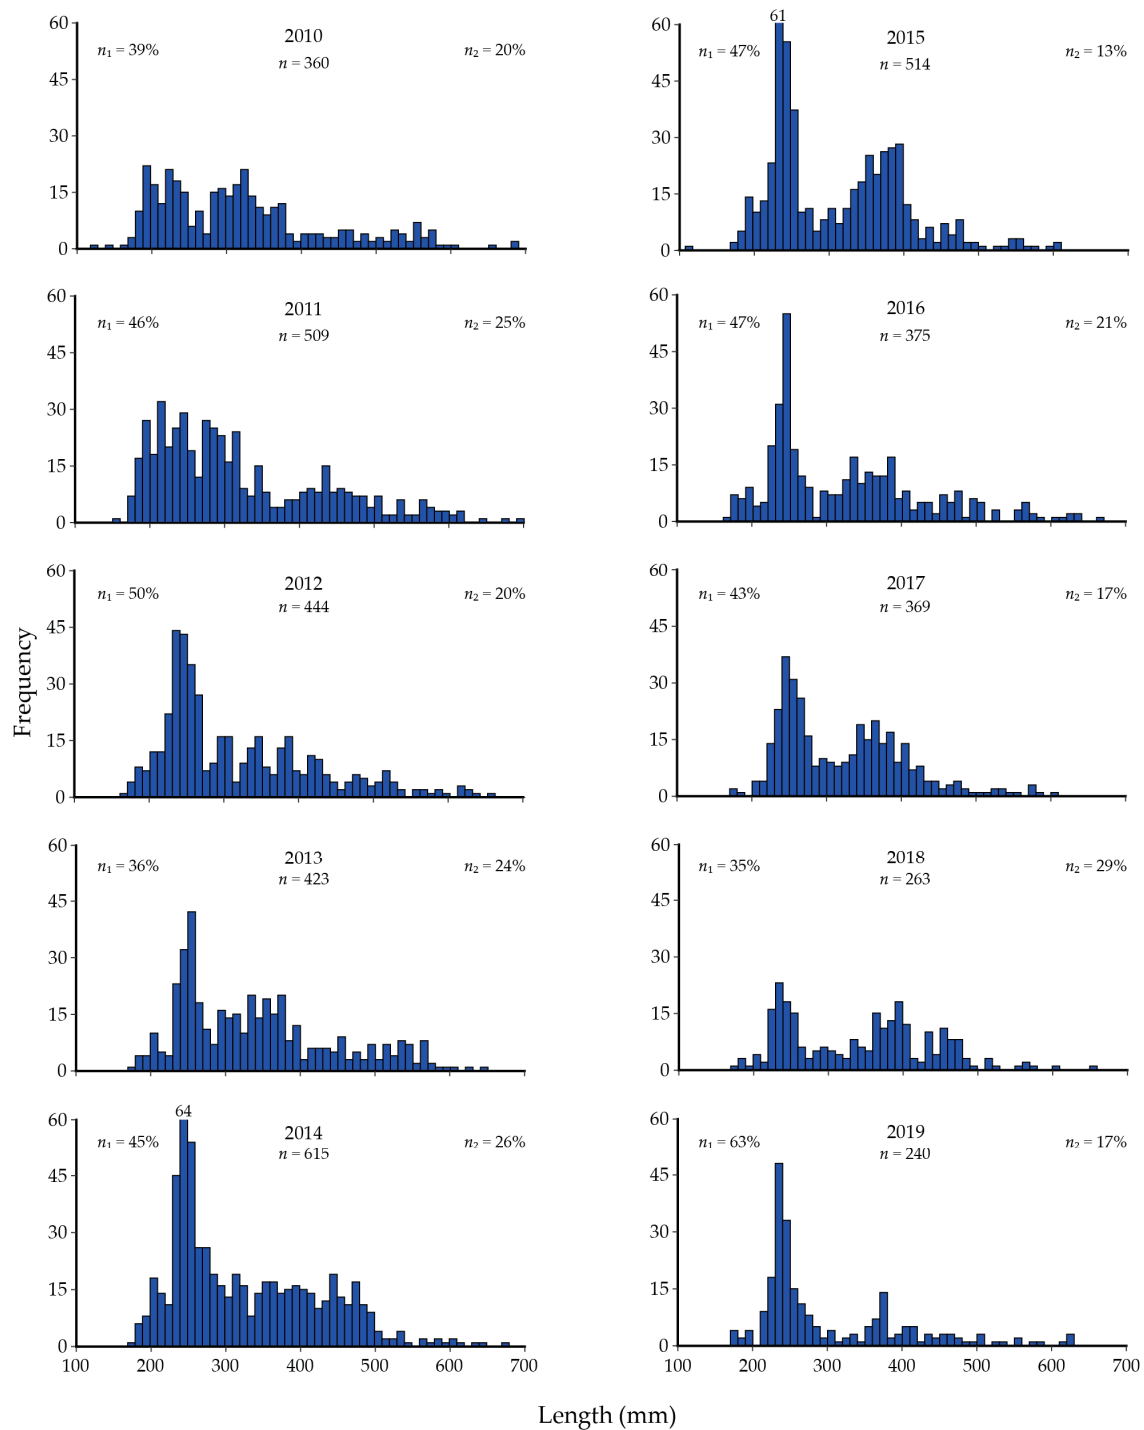 60
2010
n₁ = 39%
n₂ = 20%
n = 360
45
30
15
0
61
60
2015
n₁ = 47%
n₂ = 13%
n = 514
45
30
15
0
60
2011
n₁ = 46%
n₂ = 25%
n = 509
45
30
15
0
60
2016
n₁ = 47%
n₂ = 21%
n = 375
45
30
15
0
60
2012
n₁ = 50%
n₂ = 20%
n = 444
45
30
15
0
60
2017
n₁ = 43%
n₂ = 17%
n = 369
45
30
15
0
Frequency
60
2013
n₁ = 36%
n₂ = 24%
n = 423
45
30
15
0
60
2018
n₁ = 35%
n₂ = 29%
n = 263
45
30
15
0
64
60
2014
n₁ = 45%
n₂ = 26%
n = 615
45
30
15
0
100 200 300 400 500 600 700
60
2019
n₁ = 63%
n₂ = 17%
n = 240
45
30
15
0
100 200 300 400 500 600 700
Length (mm)